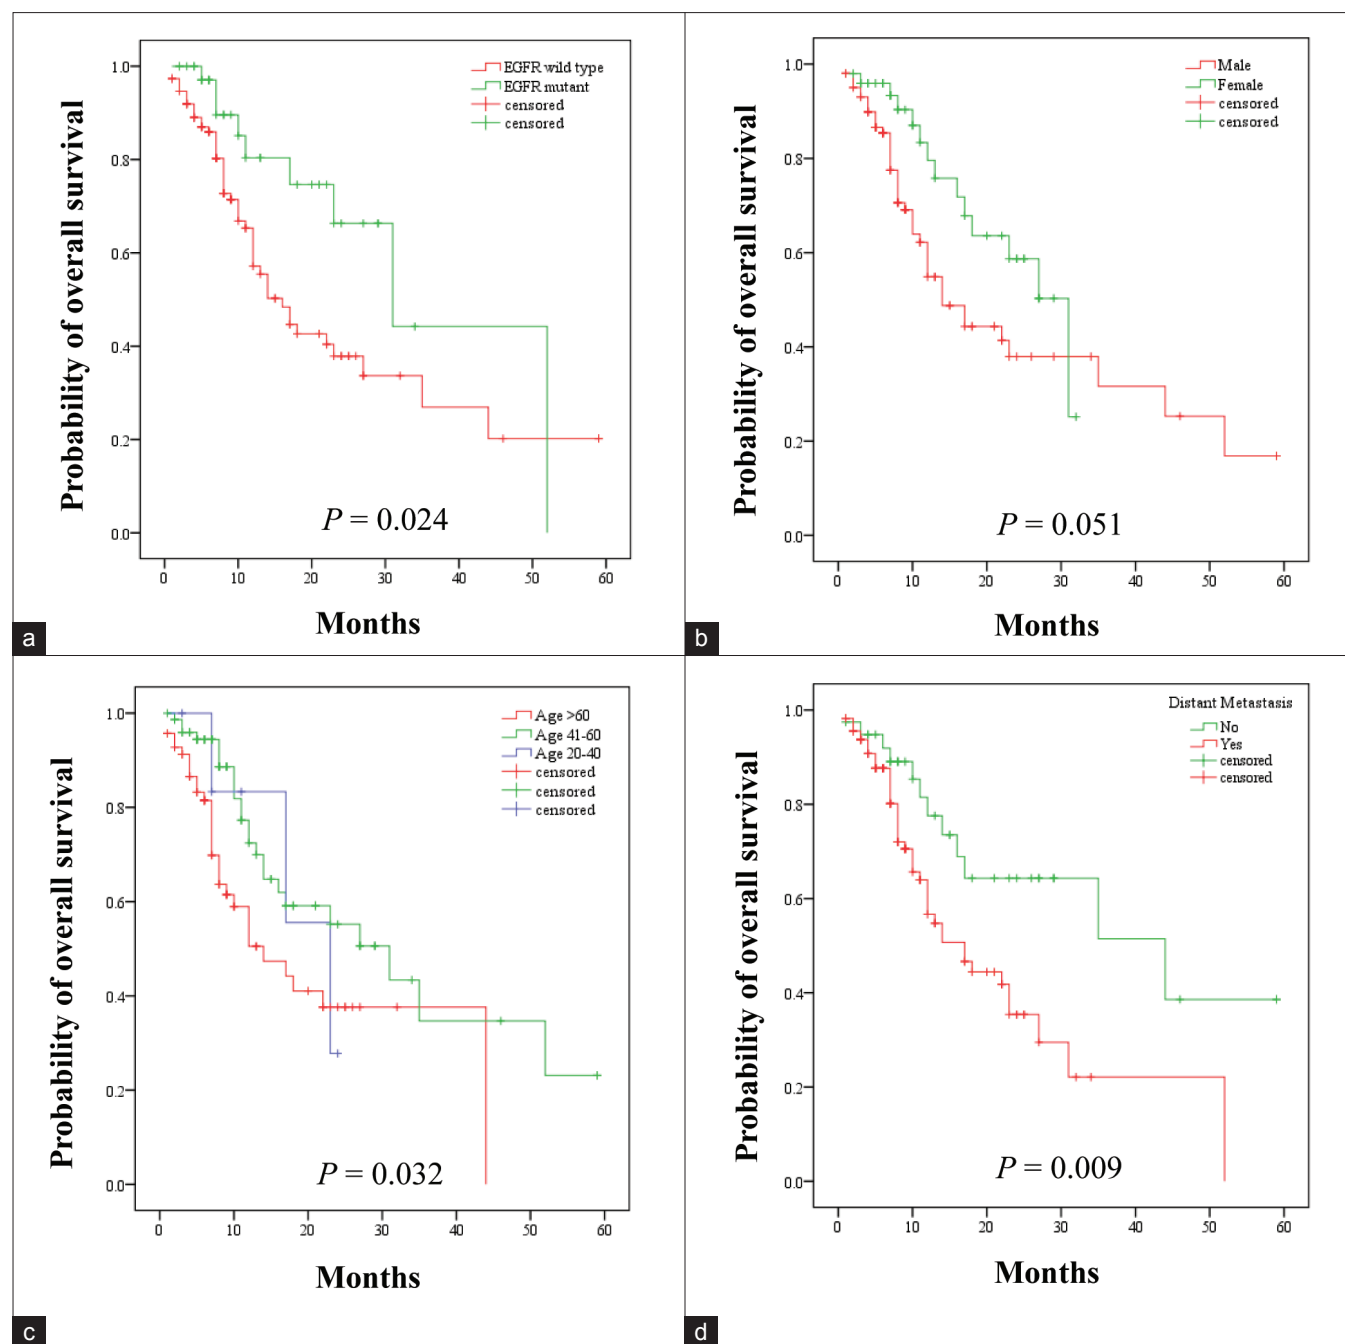 Probability of overall survival
1.0
0.8
0.6
0.4
0.2
0.0
EGFR wild type
EGFR mutant
censored
censored
P = 0.024
0 10 20 30 40 50 60
Months
a
Probability of overall survival
1.0
0.8
0.6
0.4
0.2
0.0
Male
Female
censored
censored
P = 0.051
0 10 20 30 40 50 60
Months
b
Probability of overall survival
1.0
0.8
0.6
0.4
0.2
0.0
Age >60
Age 41-60
Age 20-40
censored
censored
censored
P = 0.032
0 10 20 30 40 50 60
Months
c
Probability of overall survival
1.0
0.8
0.6
0.4
0.2
0.0
Distant Metastasis
No
Yes
censored
censored
P = 0.009
0 10 20 30 40 50 60
Months
d